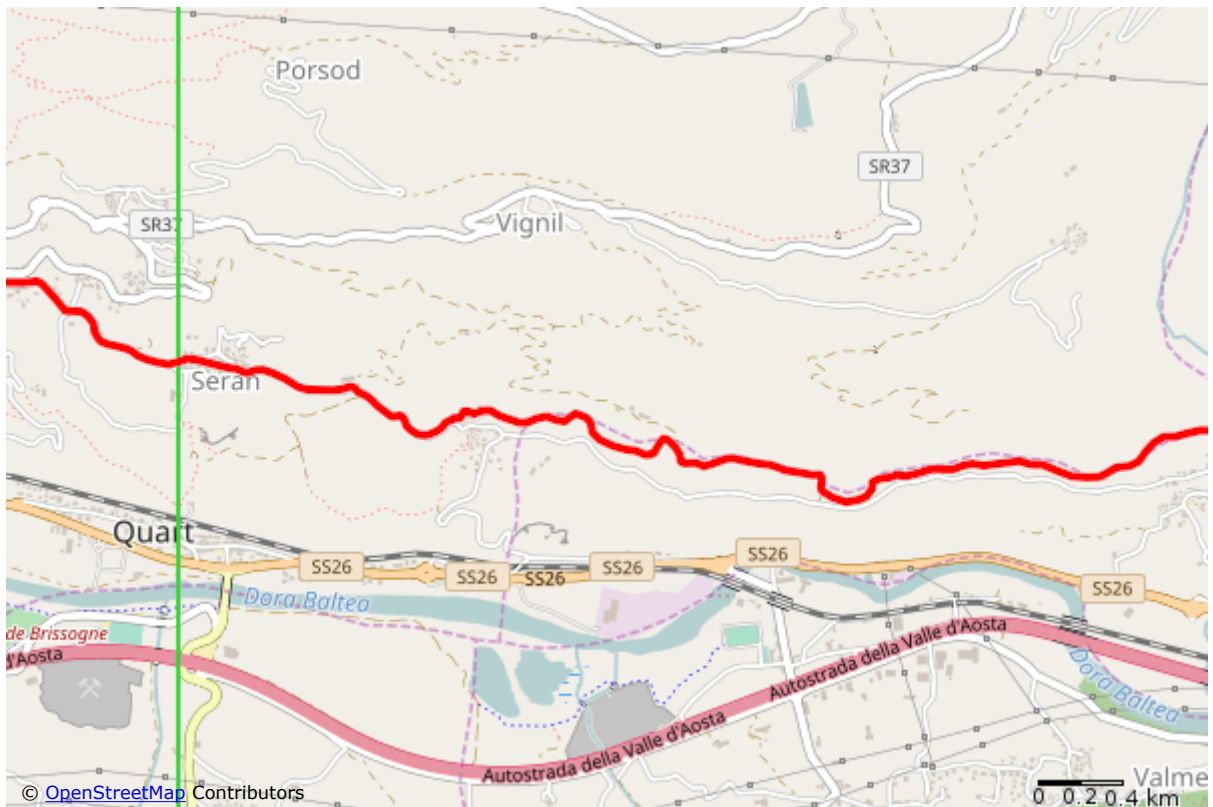 Porsod
SR37
SR37
Vignil
Seran
Quart
SS26
SS26
SS26
SS26
SS26
SS26
Dora Baltea
de Brissogne
d'Aosta
Autostrada della Valle d'Aosta
Autostrada della Valle d'Aosta
Dora Baltea
Valme
0 0.2 0.4 km
© OpenStreetMap Contributors